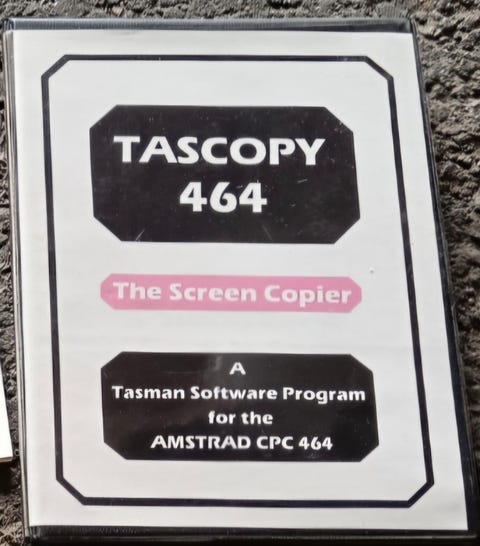 TASCOPY
464
The Screen Copier
A
Tasman Software Program
for the
AMSTRAD CPC 464